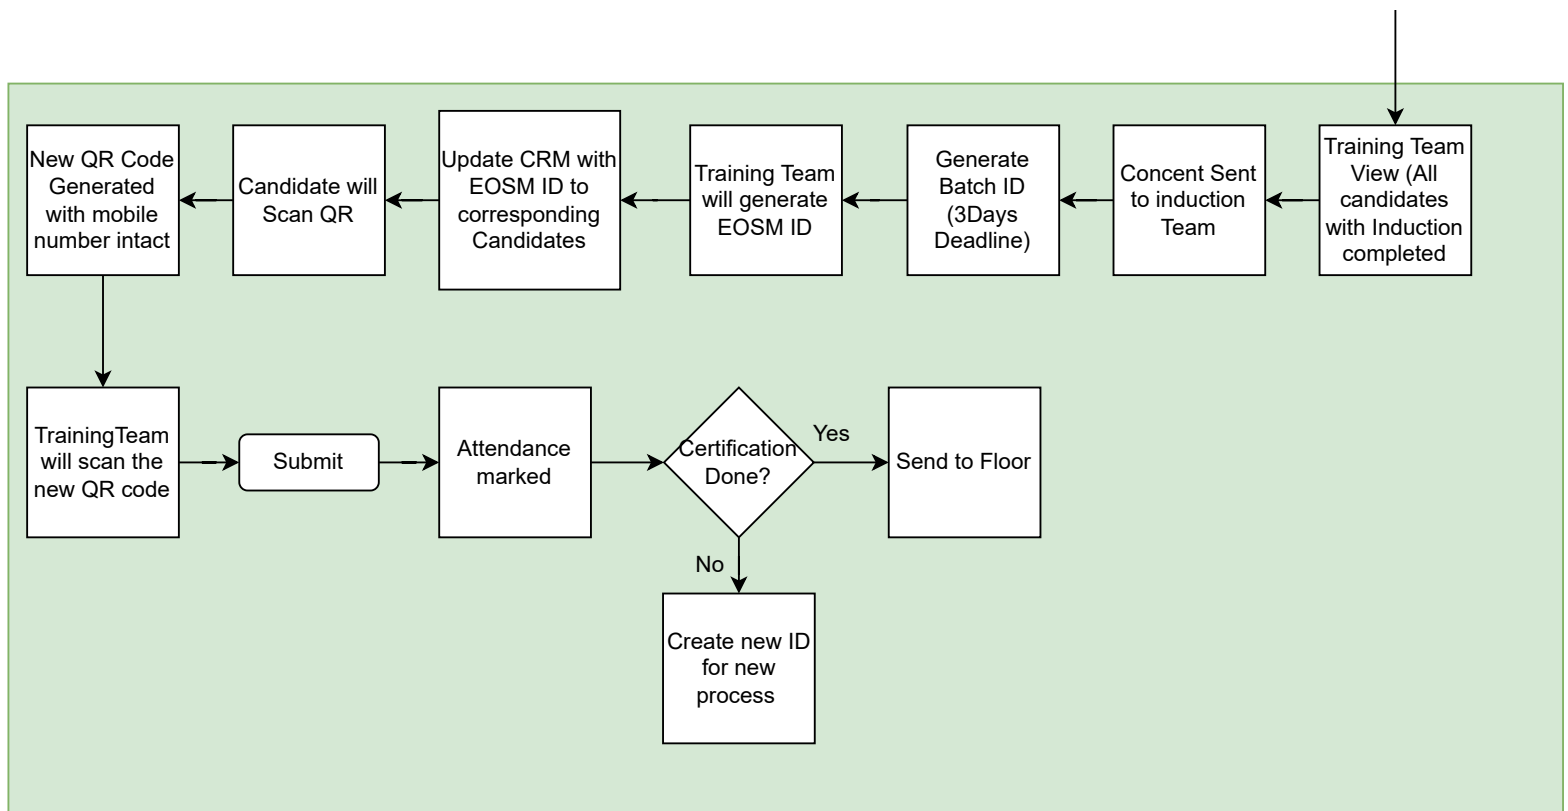 New QR Code
Generated
with mobile
number intact
Candidate will
Scan QR
Update CRM with
EOSM ID to
corresponding
Candidates
Training Team
will generate
EOSM ID
Generate
Batch ID
(3Days
Deadline)
Concent Sent
to induction
Team
Training Team
View (All
candidates
with Induction
completed
TrainingTeam
will scan the
new QR code
Submit
Attendance
marked
Certification
Done?
Yes
Send to Floor
No
Create new ID
for new
process